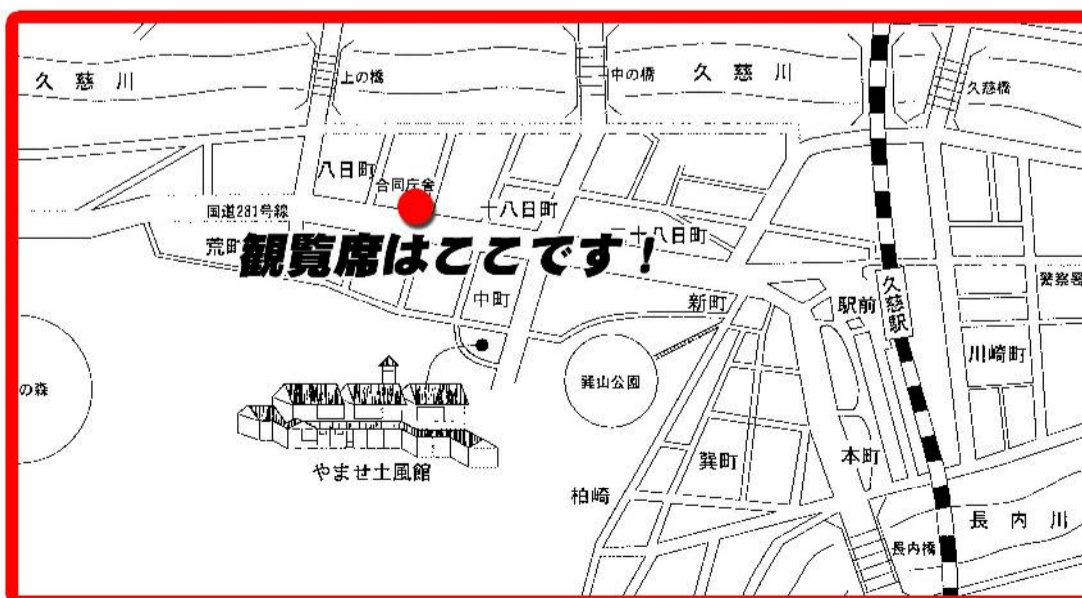 久慈川
上の橋
中の橋
久慈川
久慈橋
八日町
合同庁舎
国道281号線
十八日町
二十八日町
荒町
観覧席はここです！
中町
新町
駅前
久慈駅
警察署
川崎町
の森
巽山公園
やませ土風館
巽町
本町
柏崎
長内川
長内橋